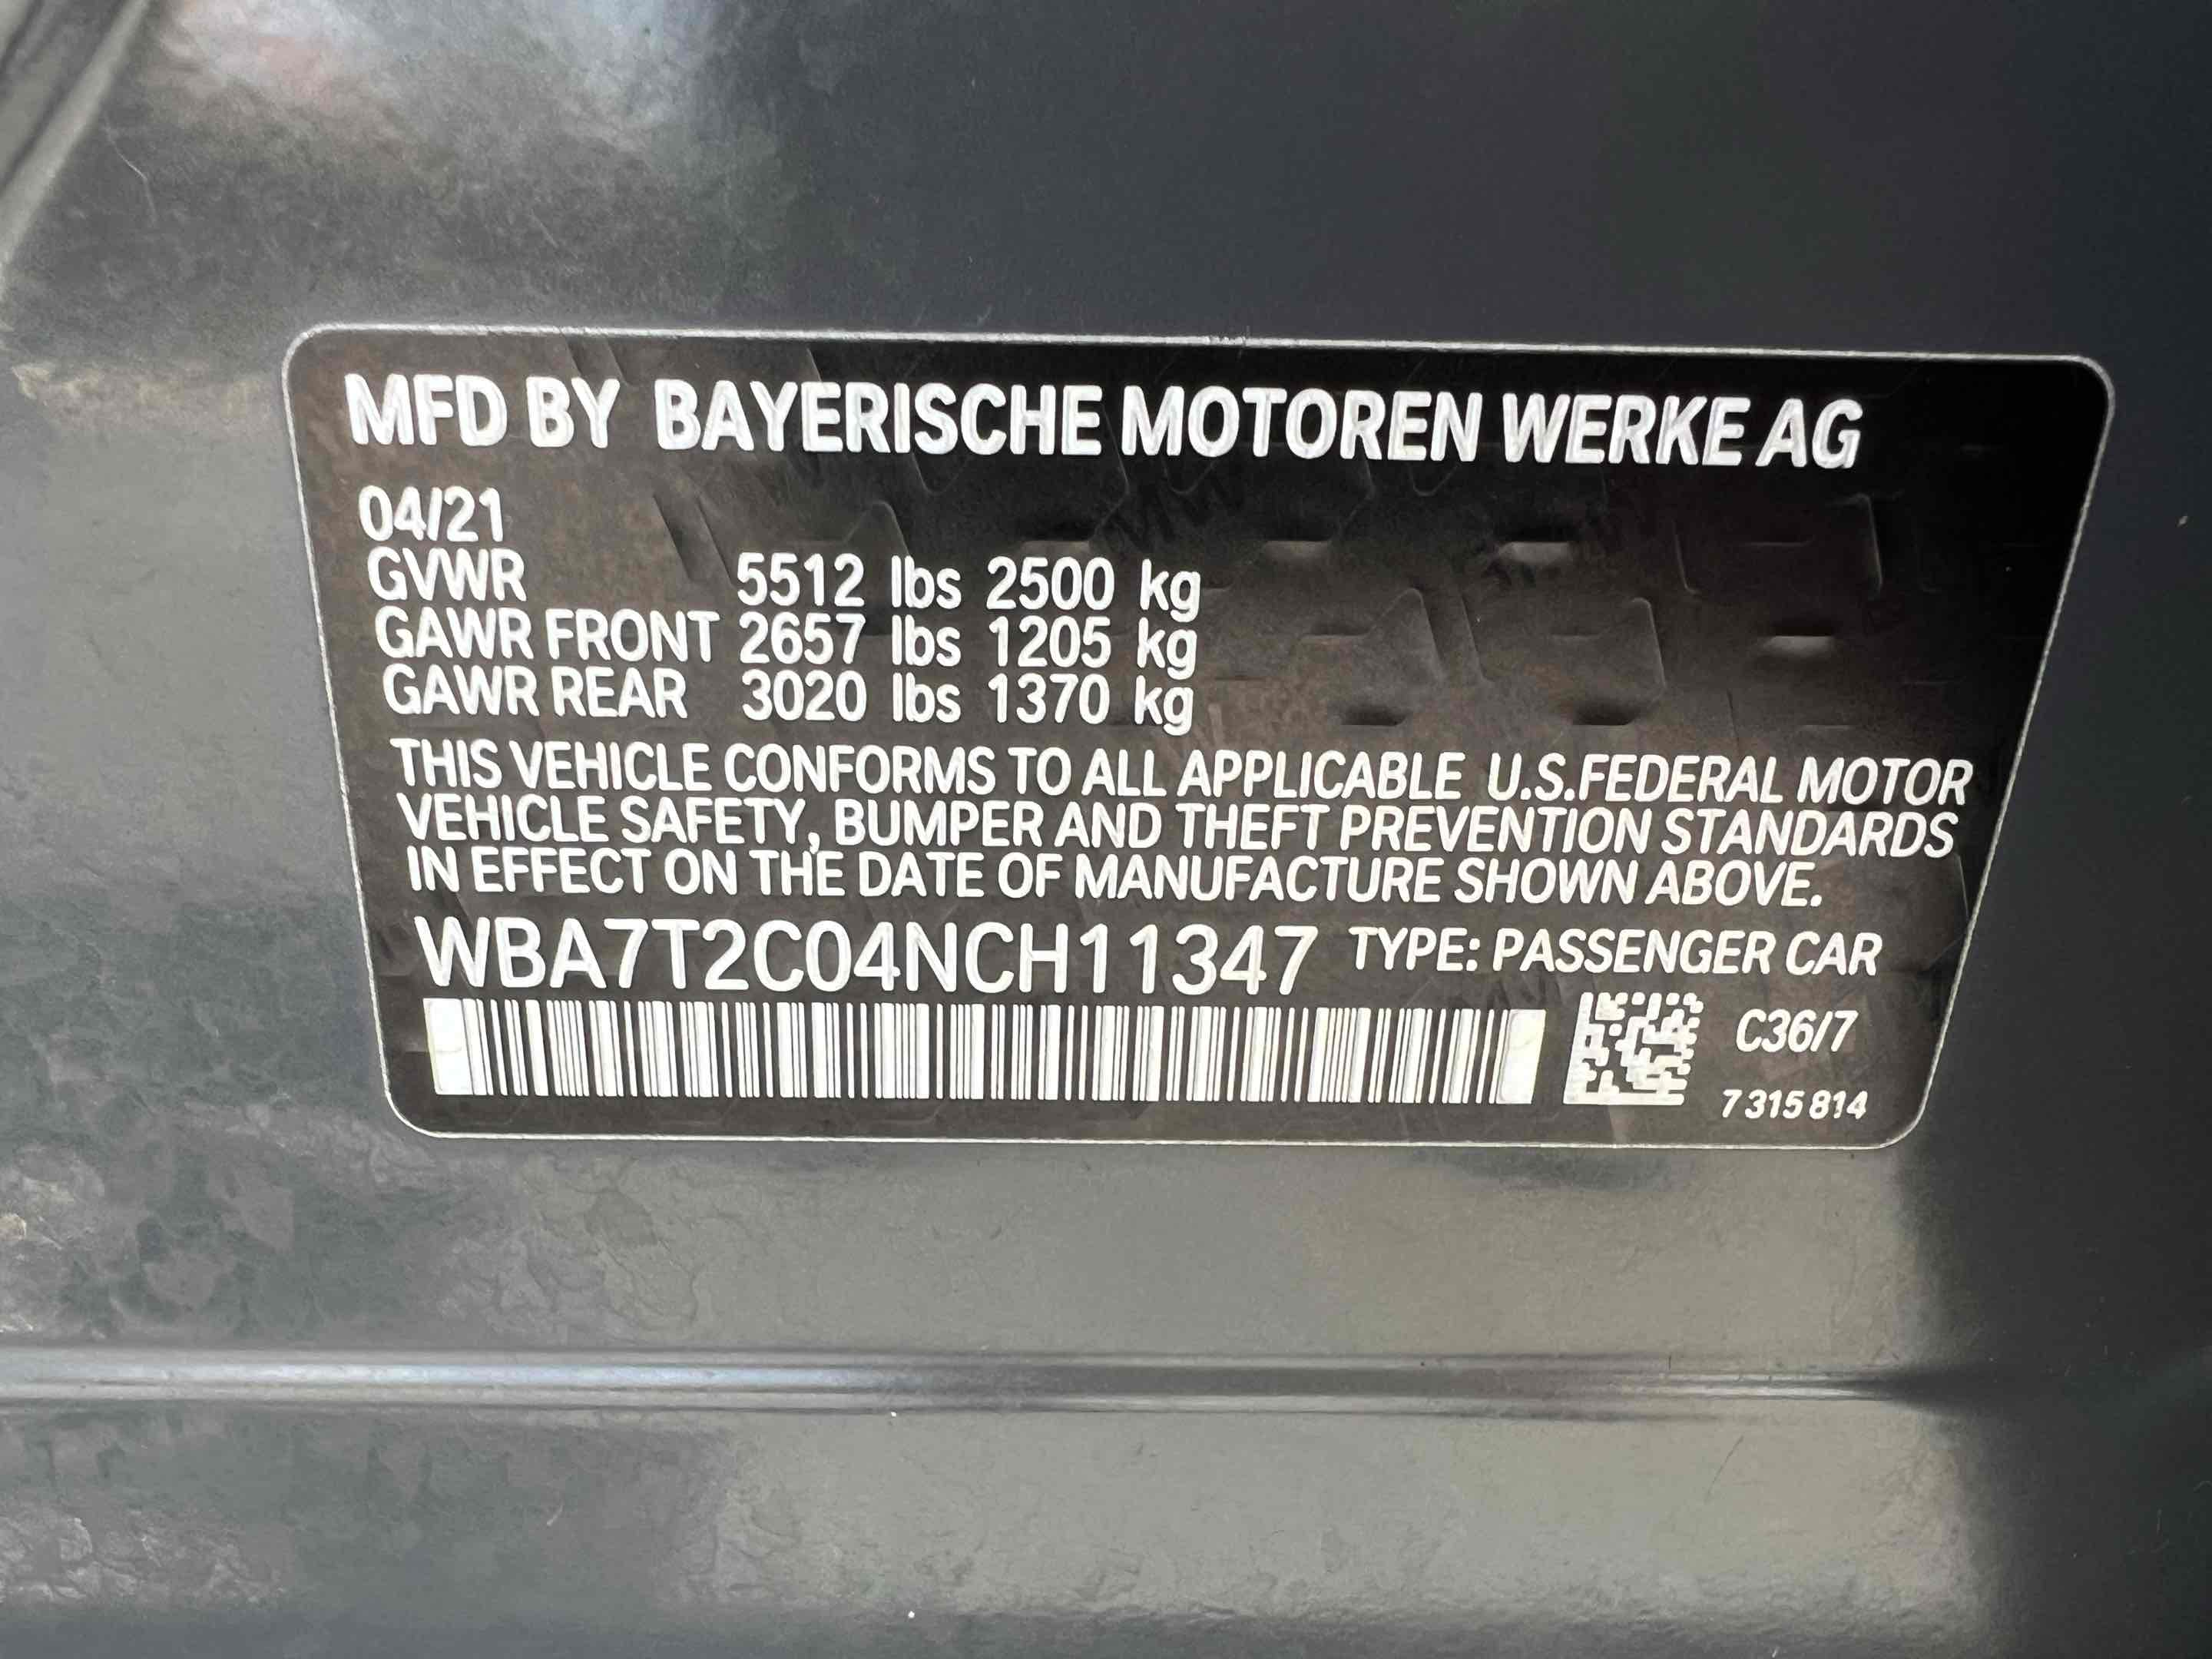 MFD BY BAYERISCHE MOTOREN WERKE AG
04/21
GVWR 5512 lbs 2500 kg
GAWR FRONT 2657 lbs 1205 kg
GAWR REAR 3020 lbs 1370 kg
THIS VEHICLE CONFORMS TO ALL APPLICABLE U.S.FEDERAL MOTOR
VEHICLE SAFETY, BUMPER AND THEFT PREVENTION STANDARDS
IN EFFECT ON THE DATE OF MANUFACTURE SHOWN ABOVE.
WBA7T2C04NCH11347 TYPE: PASSENGER CAR
C36/7
7 315 814